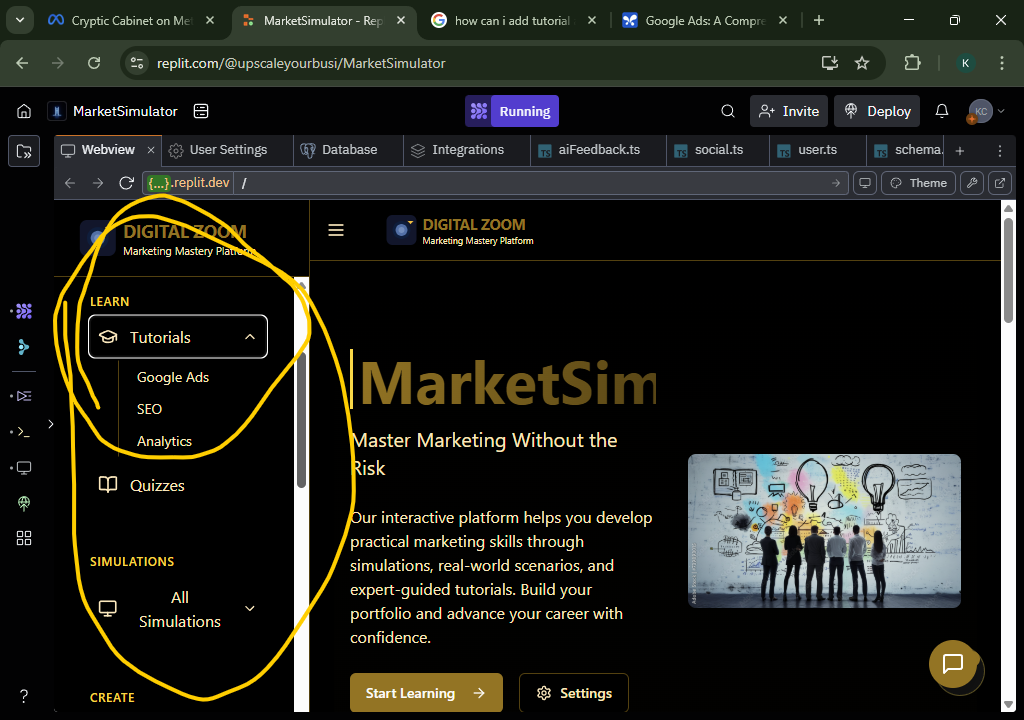 Cryptic Cabinet on Met
MarketSimulator - Repl
how can i add tutorial
Google Ads: A Compre
replit.com/@upscaleyourbusi/MarketSimulator
K
MarketSimulator
Running
Invite
Deploy
KC
Webview
User Settings
Database
Integrations
aiFeedback.ts
social.ts
user.ts
schema.
{...}.replit.dev
/
Theme
DIGITAL ZOOM
Marketing Mastery Platform
LEARN
Tutorials
Google Ads
SEO
Analytics
Quizzes
SIMULATIONS
All
Simulations
CREATE
DIGITAL ZOOM
Marketing Mastery Platform
MarketSim
Master Marketing Without the
Risk
Our interactive platform helps you develop
practical marketing skills through
simulations, real-world scenarios, and
expert-guided tutorials. Build your
portfolio and advance your career with
confidence.
Start Learning
Settings